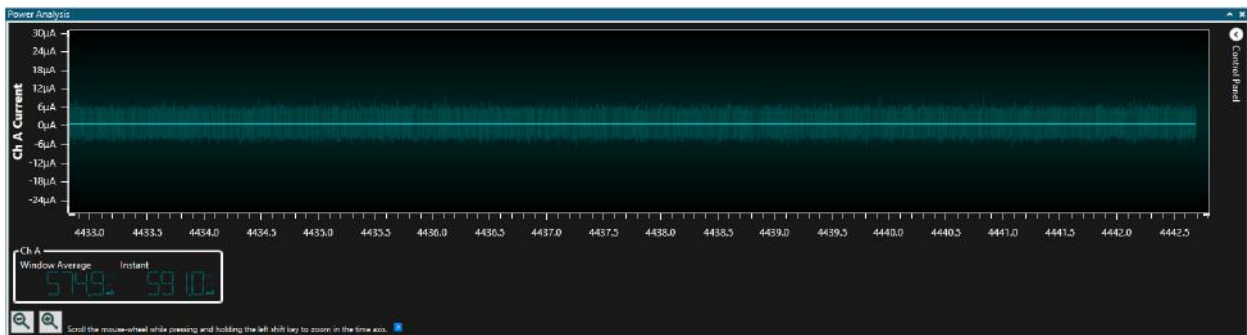 Power Analysis
30µA
24µA
18µA
12µA
6µA
0µA
-6µA
-12µA
-18µA
-24µA
Ch A Current
Control Panel
4433.0 4433.5 4434.0 4434.5 4435.0 4435.5 4436.0 4436.5 4437.0 4437.5 4438.0 4438.5 4439.0 4439.5 4440.0 4440.5 4441.0 4441.5 4442.0 4442.5
Ch A
Window Average Instant
574.9 591.0
Scroll the mouse-wheel while pressing and holding the left shift key to zoom in the time axis.